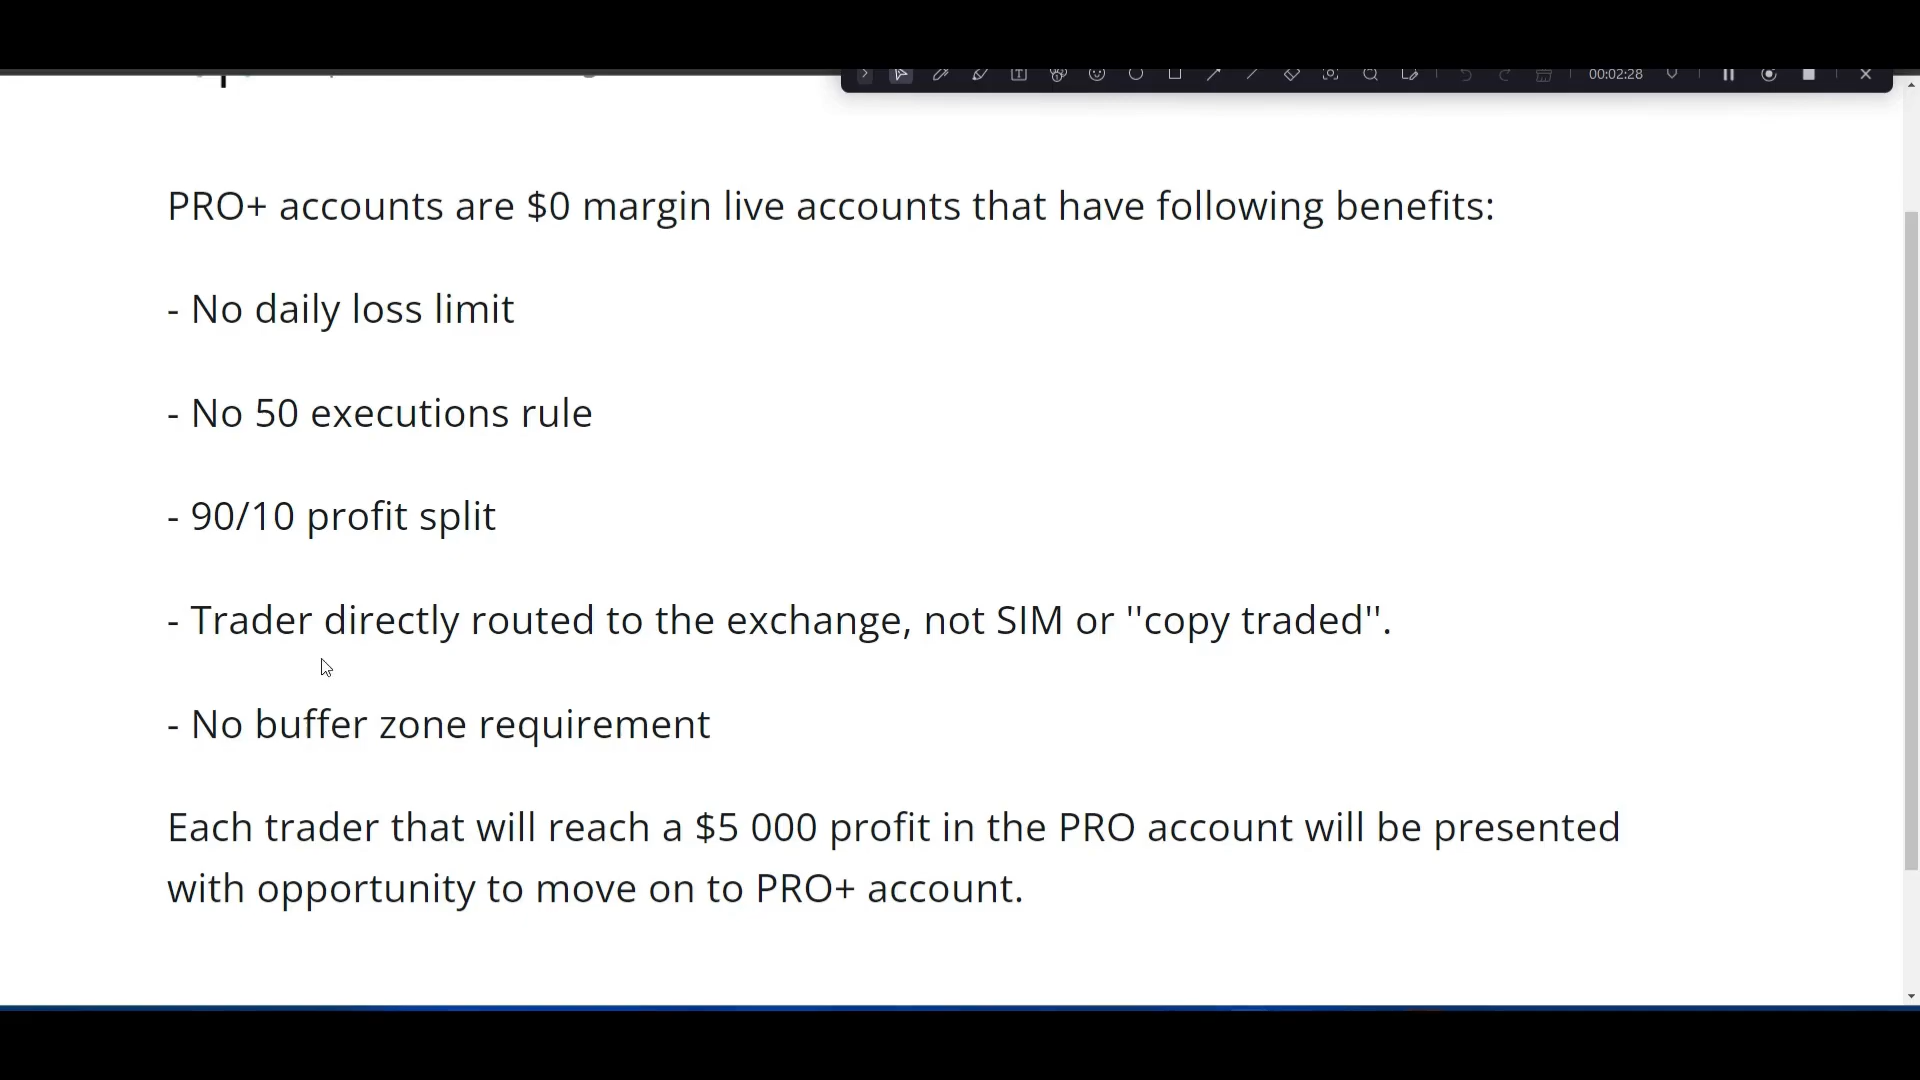 00:02:28
PRO+ accounts are $0 margin live accounts that have following benefits:
- No daily loss limit
- No 50 executions rule
- 90/10 profit split
- Trader directly routed to the exchange, not SIM or ''copy traded''.
- No buffer zone requirement
Each trader that will reach a $5 000 profit in the PRO account will be presented
with opportunity to move on to PRO+ account.